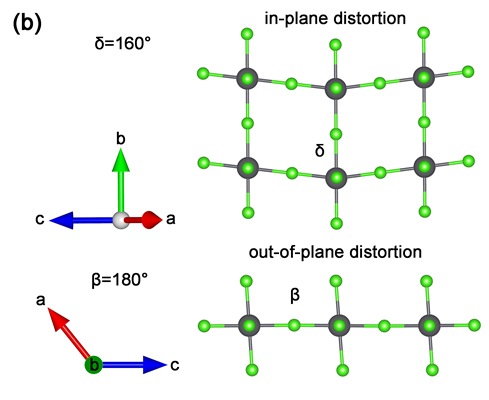 (b)
in-plane distortion
δ=160°
b
c
a
δ
out-of-plane distortion
β=180°
β
a
b
c